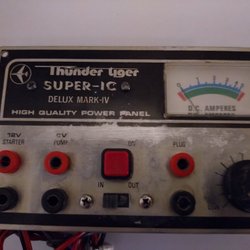 Thunder tiger
SUPER-IC
DELUX MARK-IV
HIGH QUALITY POWER PANEL
D.C. AMPERES
12V
STARTER
6V
PUMP
ON
PLUG
IN
OUT